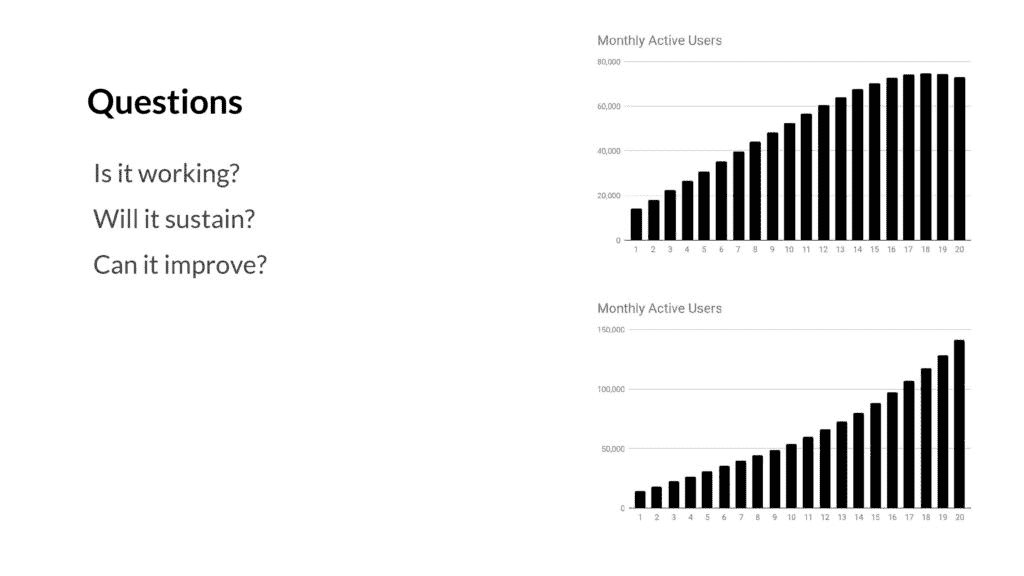 Questions
Is it working?
Will it sustain?
Can it improve?
Monthly Active Users
80,000
60,000
40,000
20,000
0
1 2 3 4 5 6 7 8 9 10 11 12 13 14 15 16 17 18 19 20
Monthly Active Users
150,000
100,000
50,000
0
1 2 3 4 5 6 7 8 9 10 11 12 13 14 15 16 17 18 19 20